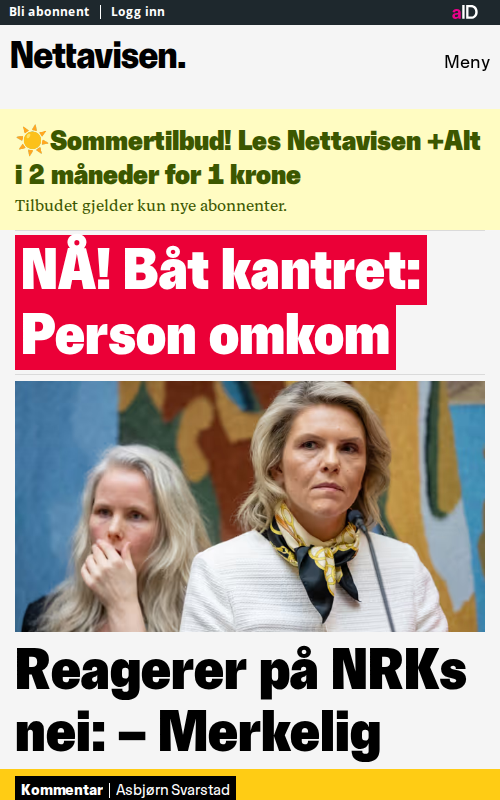 Bli abonnent | Logg inn
aID
Nettavisen.
Meny
☀️Sommertilbud! Les Nettavisen +Alt
i 2 måneder for 1 krone
Tilbudet gjelder kun nye abonnenter.
NÅ! Båt kantret:
Person omkom
Reagerer på NRKs
nei: – Merkelig
Kommentar | Asbjørn Svarstad